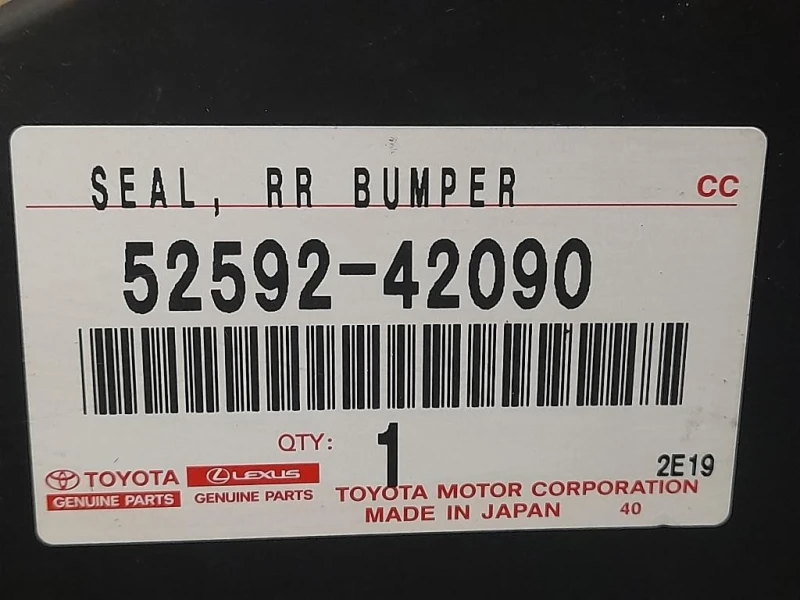 SEAL, RR BUMPER CC
52592-42090
QTY: 1 2E19
TOYOTA LEXUS
GENUINE PARTS GENUINE PARTS
TOYOTA MOTOR CORPORATION
MADE IN JAPAN 40